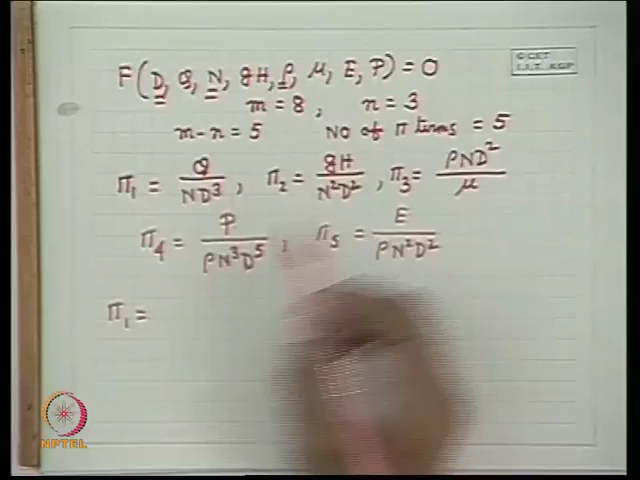 F(D, Q, N, gH, ρ, μ, E, P) = 0
m = 8, n = 3
m-n = 5 No of π terms = 5
π₁ = Q/ND³, π₂ = gH/N²D², π₃ = ρND²/μ
π₄ = P/ρN³D⁵, π₅ = E/ρN²D²
π₁ =
© CET
I.I.T. KGP
NPTEL